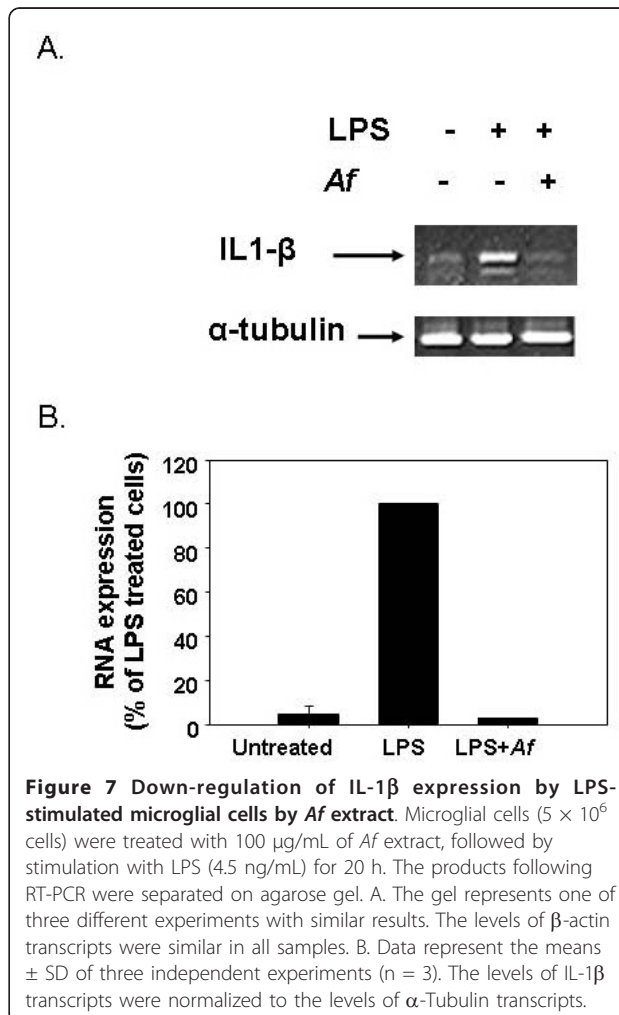 A.
LPS - + +
Af - - +
IL1-β
α-tubulin
B.
RNA expression
(% of LPS treated cells)
120
100
80
60
40
20
0
Untreated LPS LPS+Af
Figure 7 Down-regulation of IL-1β expression by LPS-
stimulated microglial cells by Af extract. Microglial cells (5 × 10⁶
cells) were treated with 100 μg/mL of Af extract, followed by
stimulation with LPS (4.5 ng/mL) for 20 h. The products following
RT-PCR were separated on agarose gel. A. The gel represents one of
three different experiments with similar results. The levels of β-actin
transcripts were similar in all samples. B. Data represent the means
± SD of three independent experiments (n = 3). The levels of IL-1β
transcripts were normalized to the levels of α-Tubulin transcripts.